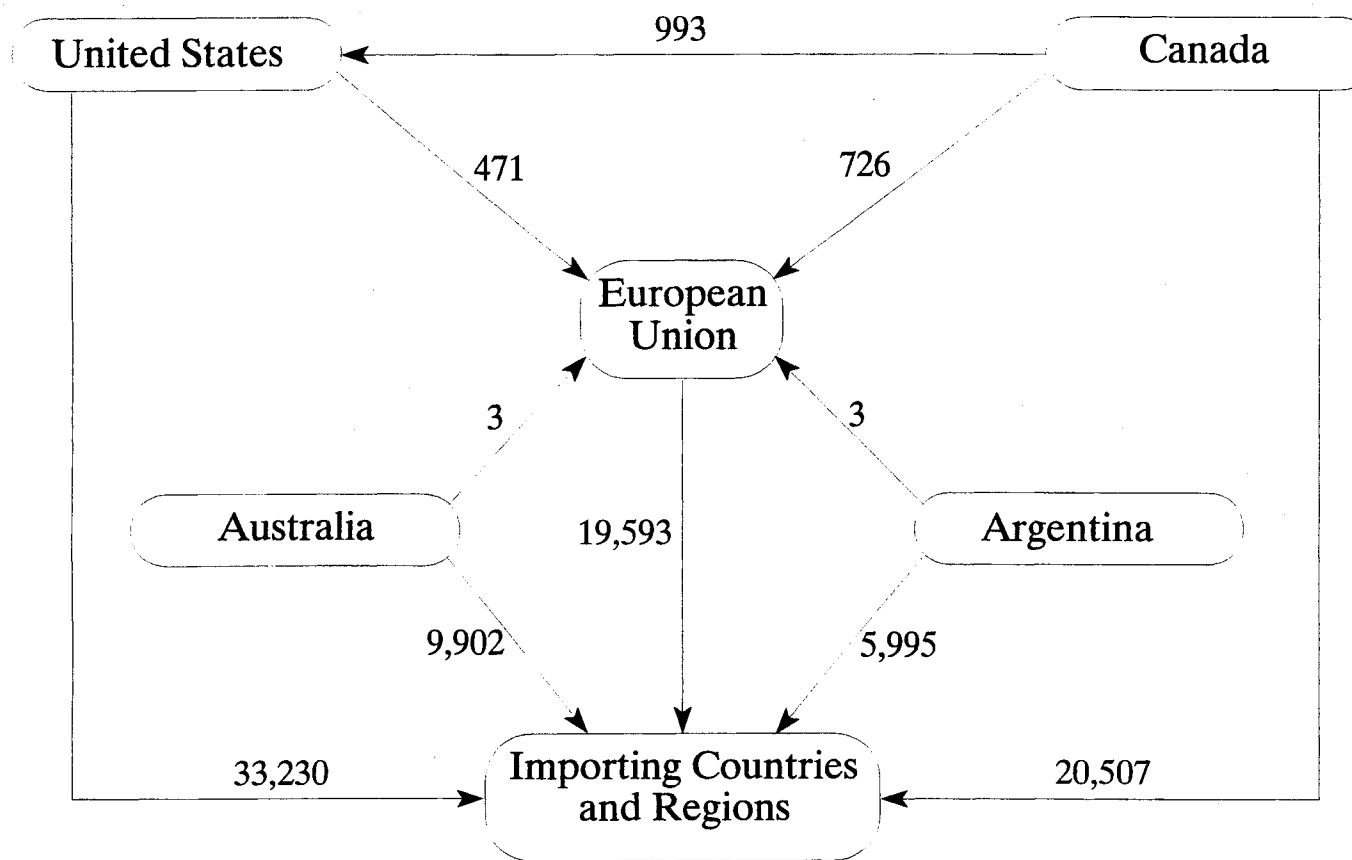 993
United States
Canada
471
726
European
Union
3
3
Australia
19,593
Argentina
9,902
5,995
33,230
Importing Countries
and Regions
20,507